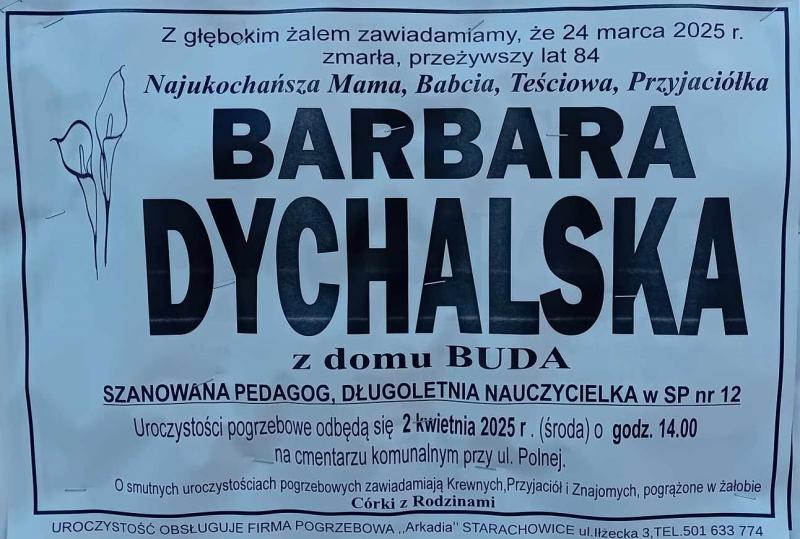 Z głębokim żalem zawiadamiamy, że 24 marca 2025 r.
zmarła, przeżywszy lat 84
Najukochańsza Mama, Babcia, Teściowa, Przyjaciółka
BARBARA
DYCHALSKA
z domu BUDA
SZANOWANA PEDAGOG, DŁUGOLETNIA NAUCZYCIELKA w SP nr 12
Uroczystości pogrzebowe odbędą się 2 kwietnia 2025 r . (środa) o godz. 14.00
na cmentarzu komunalnym przy ul. Polnej.
O smutnych uroczystościach pogrzebowych zawiadamiają Krewnych,Przyjaciół i Znajomych, pogrążone w żałobie
Córki z Rodzinami
UROCZYSTOŚĆ OBSŁUGUJE FIRMA POGRZEBOWA ,,Arkadia" STARACHOWICE ul.Iłżecka 3,TEL.501 633 774